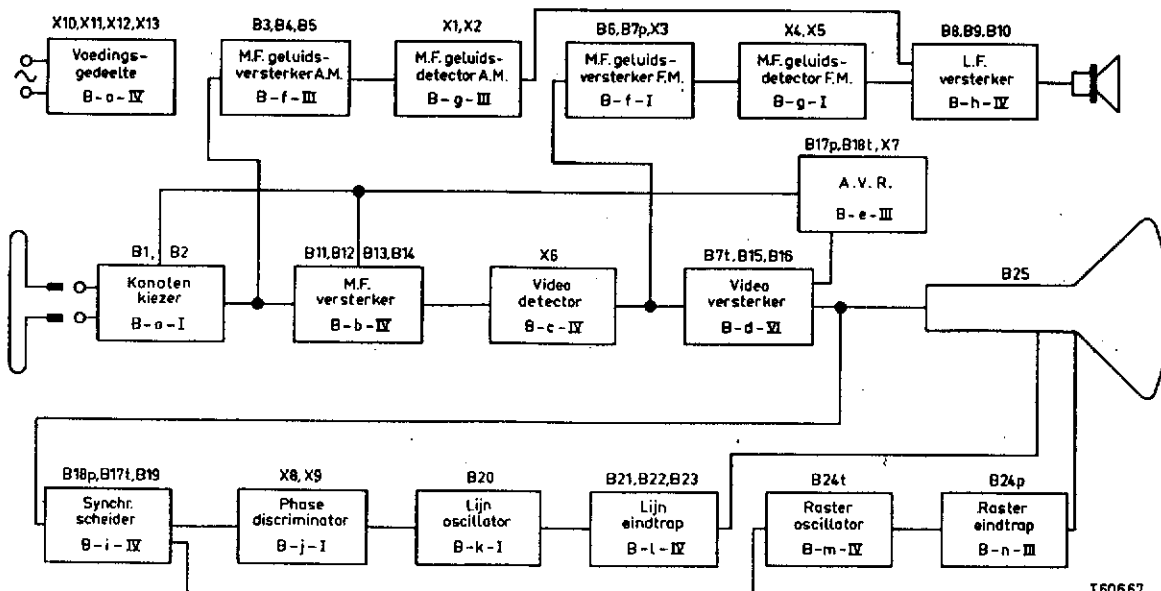 X10,X11,X12,X13
Voedings-
gedeelte
B-a-IV
B3,B4,B5
M.F. geluids-
versterker A.M.
B-f-III
X1,X2
M.F. geluids-
detector A.M.
B-g-III
B6,B7p,X3
M.F. geluids-
versterker F.M.
B-f-I
X4,X5
M.F. geluids-
detector F.M.
B-g-I
B8,B9,B10
L.F.
versterker
B-h-IV
B17p,B18t,X7
A.V.R.
B-e-III
B1, B2
Kanalen
kiezer
B-a-I
B11,B12 B13,B14
M.F.
versterker
B-b-IV
X6
Video
detector
B-c-IV
B7t,B15,B16
Video
versterker
B-d-VI
B25
B18p,B17t,B19
Synchr.
scheider
B-i-IV
X8,X9
Phase
discriminator
B-j-I
B20
Lijn
oscillator
B-k-I
B21,B22,B23
Lijn
eindtrap
B-l-IV
B24t
Raster
oscillator
B-m-IV
B24p
Raster
eindtrap
B-n-III
T60667